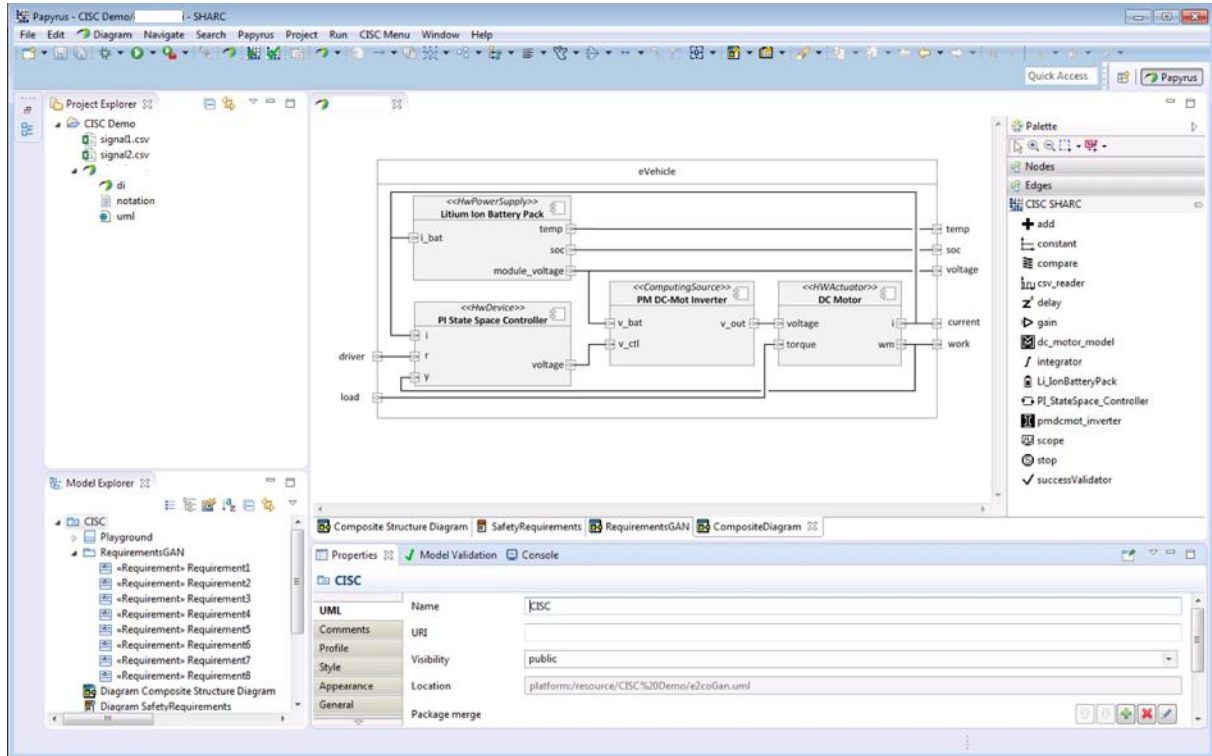 Papyrus - CISC Demo/ i - SHARC
File Edit Diagram Navigate Search Papyrus Project Run CISC Menu Window Help
Quick Access Papyrus
Project Explorer
CISC Demo
signal1.csv
signal2.csv
di
notation
uml
eVehicle
<<HwPowerSupply>>
Litium Ion Battery Pack
i_bat
temp
soc
module_voltage
<<HwDevice>>
PI State Space Controller
i
r
y
voltage
<<ComputingSource>>
PM DC-Mot Inverter
v_bat
v_out
v_ctl
<<HWActuator>>
DC Motor
voltage
i
torque
wm
driver
load
temp
soc
voltage
current
work
Palette
Nodes
Edges
CISC SHARC
add
constant
compare
csv_reader
delay
gain
dc_motor_model
integrator
Li_IonBatteryPack
PI_StateSpace_Controller
pmdcmot_inverter
scope
stop
successValidator
Model Explorer
CISC
Playground
RequirementsGAN
«Requirement» Requirement1
«Requirement» Requirement2
«Requirement» Requirement3
«Requirement» Requirement4
«Requirement» Requirement5
«Requirement» Requirement6
«Requirement» Requirement7
«Requirement» Requirement8
Diagram Composite Structure Diagram
Diagram SafetyRequirements
Composite Structure Diagram SafetyRequirements RequirementsGAN CompositeDiagram
Properties Model Validation Console
CISC
UML
Comments
Profile
Style
Appearance
General
Name CISC
URI
Visibility public
Location platform:/resource/CISC%20Demo/e2coGan.uml
Package merge